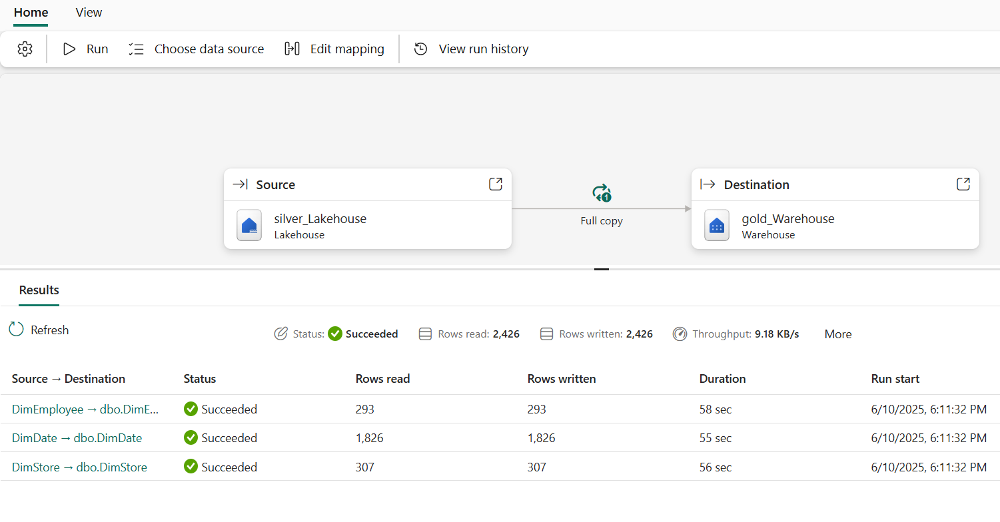 Home View
Run Choose data source Edit mapping View run history
Source
silver_Lakehouse
Lakehouse
1
Full copy
Destination
gold_Warehouse
Warehouse
Results
Refresh Status: Succeeded Rows read: 2,426 Rows written: 2,426 Throughput: 9.18 KB/s More
Source → Destination Status Rows read Rows written Duration Run start
DimEmployee → dbo.DimE... Succeeded 293 293 58 sec 6/10/2025, 6:11:32 PM
DimDate → dbo.DimDate Succeeded 1,826 1,826 55 sec 6/10/2025, 6:11:32 PM
DimStore → dbo.DimStore Succeeded 307 307 56 sec 6/10/2025, 6:11:32 PM